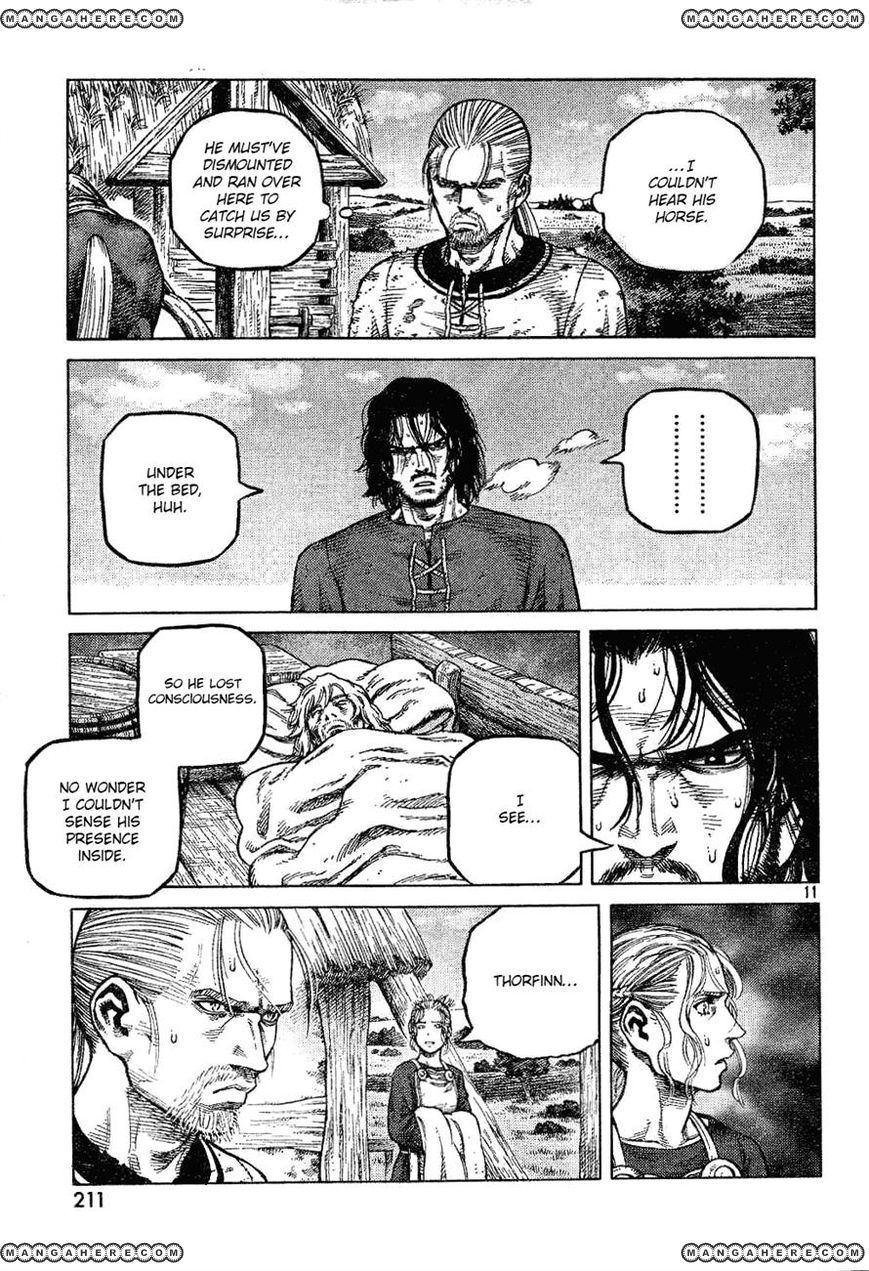 MANGAHERE.COM
MANGAHERE.COM
...I
COULDN'T
HEAR HIS
HORSE.
HE MUST'VE
DISMOUNTED
AND RAN OVER
HERE TO
CATCH US BY
SURPRISE...
UNDER
THE BED,
HUH.
I
SEE...
SO HE LOST
CONSCIOUSNESS.
NO WONDER
I COULDN'T
SENSE HIS
PRESENCE
INSIDE.
11
THORFINN...
211
MANGAHERE.COM
MANGAHERE.COM